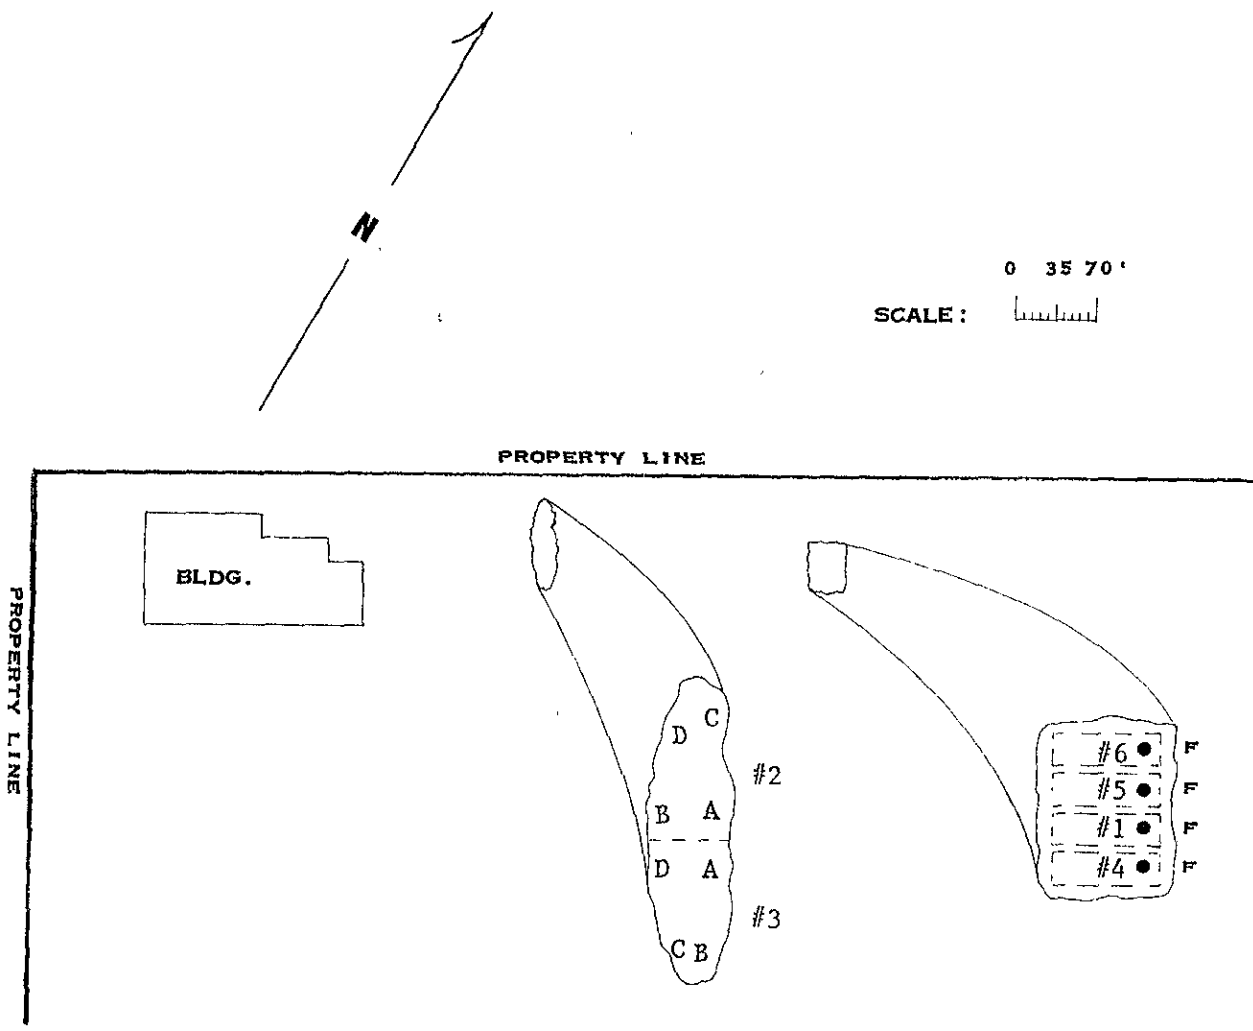 N
0 35 70'
SCALE:
PROPERTY LINE
BLDG.
PROPERTY LINE
C
D
#2
B A
D A
#3
C B
#6 F
#5 F
#1 F
#4 F